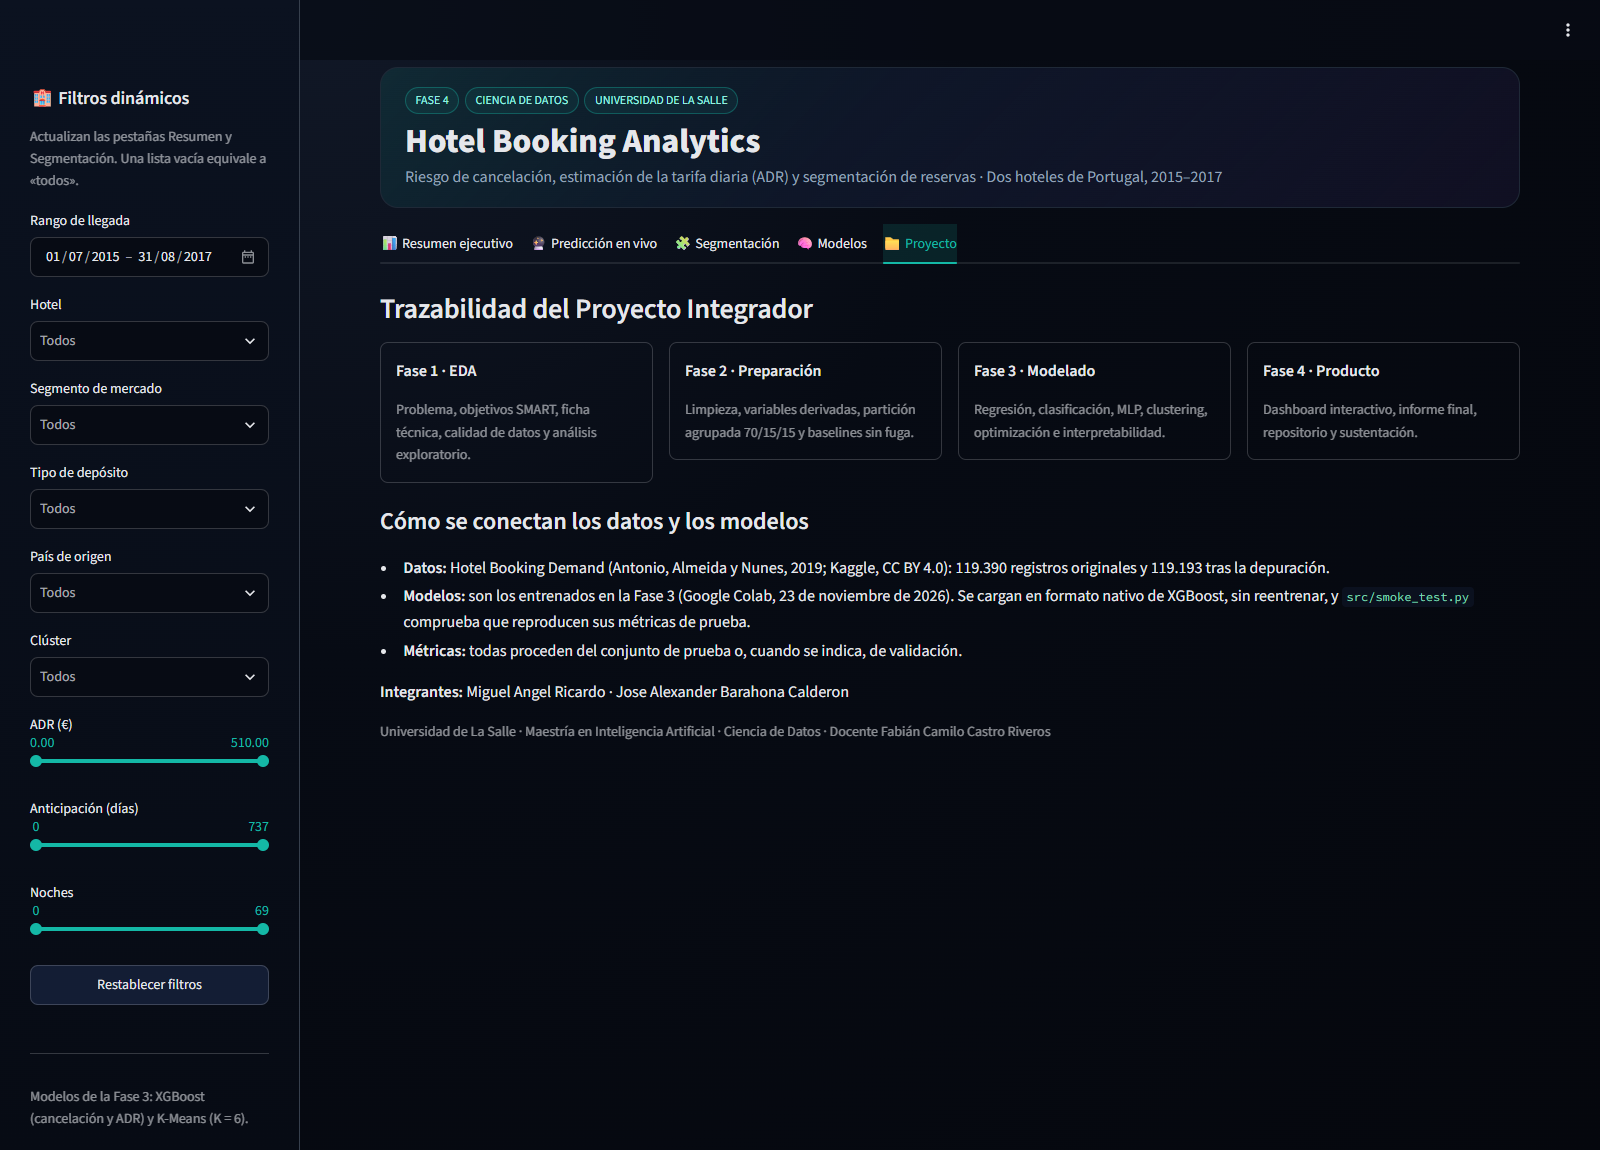 Filtros dinámicos
Actualizan las pestañas Resumen y
Segmentación. Una lista vacía equivale a
«todos».
Rango de llegada
01/07/2015 – 31/08/2017
Hotel
Todos
Segmento de mercado
Todos
Tipo de depósito
Todos
País de origen
Todos
Clúster
Todos
ADR (€)
0.00 510.00
Anticipación (días)
0 737
Noches
0 69
Restablecer filtros
Modelos de la Fase 3: XGBoost
(cancelación y ADR) y K-Means (K = 6).
FASE 4 CIENCIA DE DATOS UNIVERSIDAD DE LA SALLE
Hotel Booking Analytics
Riesgo de cancelación, estimación de la tarifa diaria (ADR) y segmentación de reservas · Dos hoteles de Portugal, 2015–2017
Resumen ejecutivo Predicción en vivo Segmentación Modelos Proyecto
Trazabilidad del Proyecto Integrador
Fase 1 · EDA
Problema, objetivos SMART, ficha
técnica, calidad de datos y análisis
exploratorio.
Fase 2 · Preparación
Limpieza, variables derivadas, partición
agrupada 70/15/15 y baselines sin fuga.
Fase 3 · Modelado
Regresión, clasificación, MLP, clustering,
optimización e interpretabilidad.
Fase 4 · Producto
Dashboard interactivo, informe final,
repositorio y sustentación.
Cómo se conectan los datos y los modelos
• Datos: Hotel Booking Demand (Antonio, Almeida y Nunes, 2019; Kaggle, CC BY 4.0): 119.390 registros originales y 119.193 tras la depuración.
• Modelos: son los entrenados en la Fase 3 (Google Colab, 23 de noviembre de 2026). Se cargan en formato nativo de XGBoost, sin reentrenar, y src/smoke_test.py
comprueba que reproducen sus métricas de prueba.
• Métricas: todas proceden del conjunto de prueba o, cuando se indica, de validación.
Integrantes: Miguel Angel Ricardo · Jose Alexander Barahona Calderon
Universidad de La Salle · Maestría en Inteligencia Artificial · Ciencia de Datos · Docente Fabián Camilo Castro Riveros